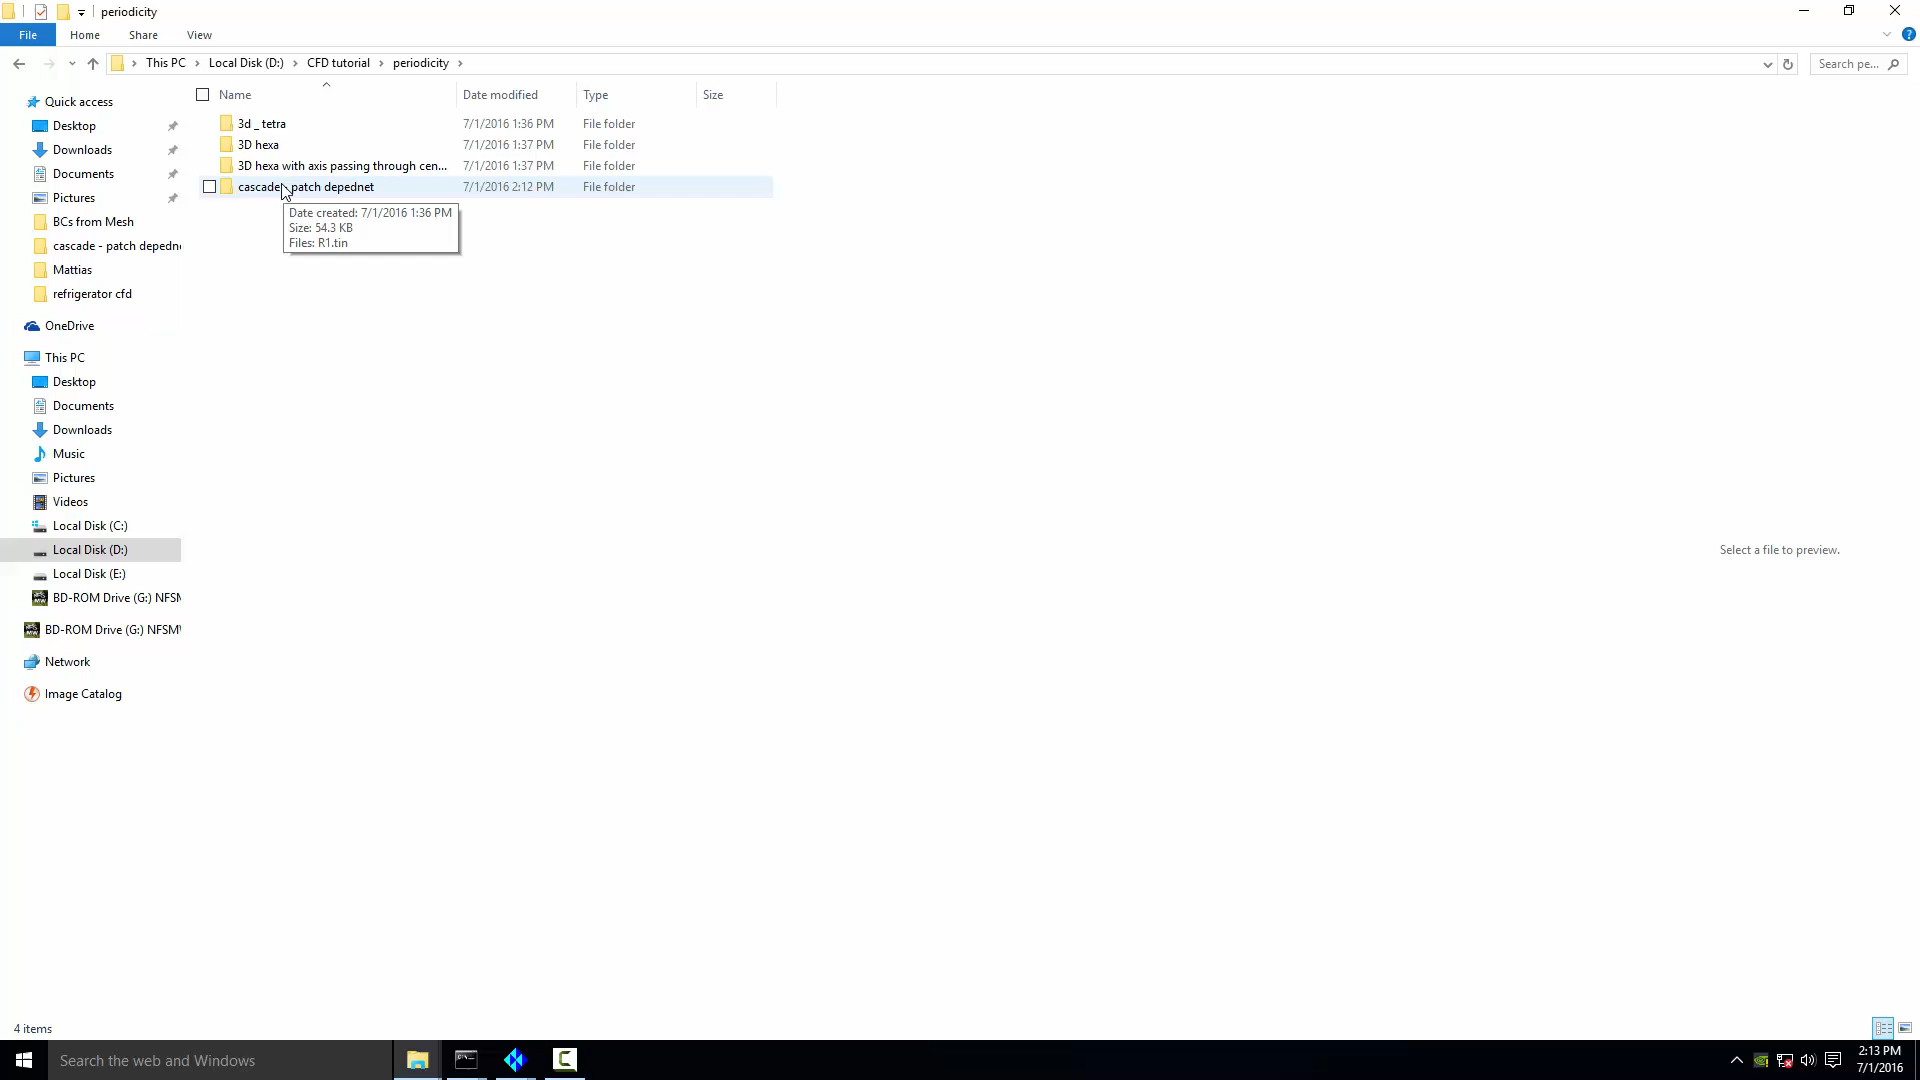 periodicity
File Home Share View
This PC Local Disk (D:) CFD tutorial periodicity
Search pe...
Name Date modified Type Size
3d _ tetra 7/1/2016 1:36 PM File folder
3D hexa 7/1/2016 1:37 PM File folder
3D hexa with axis passing through cen... 7/1/2016 1:37 PM File folder
cascade - patch depednet 7/1/2016 2:12 PM File folder
Date created: 7/1/2016 1:36 PM
Size: 54.3 KB
Files: R1.tin
Quick access
Desktop
Downloads
Documents
Pictures
BCs from Mesh
cascade - patch depedne
Mattias
refrigerator cfd
OneDrive
This PC
Desktop
Documents
Downloads
Music
Pictures
Videos
Local Disk (C:)
Local Disk (D:)
Local Disk (E:)
BD-ROM Drive (G:) NFSM
BD-ROM Drive (G:) NFSMW
Network
Image Catalog
Select a file to preview.
4 items
Search the web and Windows
2:13 PM
7/1/2016